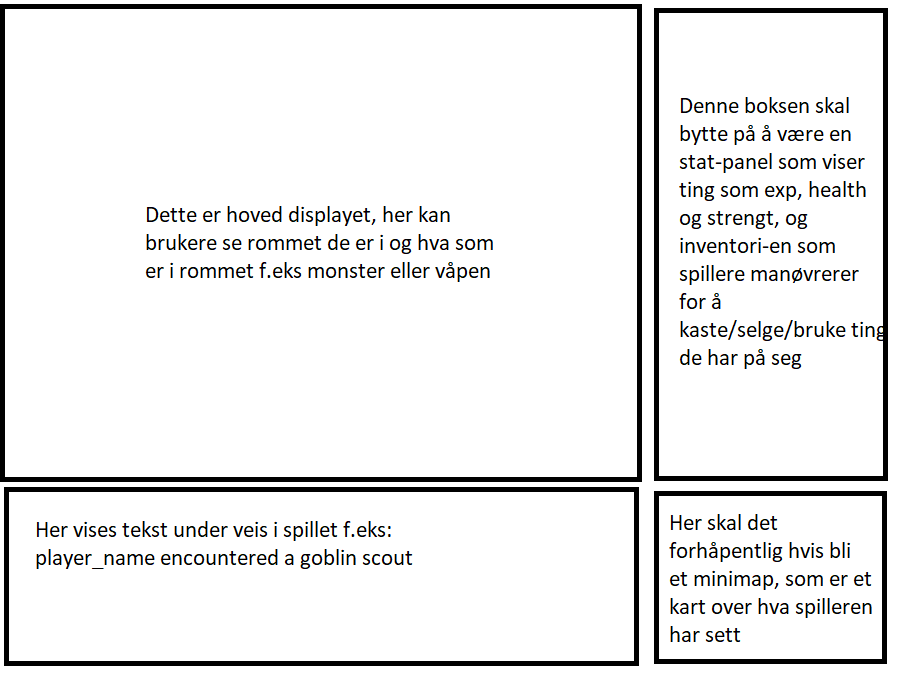 Dette er hoved displayet, her kan
brukere se rommet de er i og hva som
er i rommet f.eks monster eller våpen
Denne boksen skal
bytte på å være en
stat-panel som viser
ting som exp, health
og strengt, og
inventori-en som
spillere manøvrerer
for å
kaste/selge/bruke ting
de har på seg
Her vises tekst under veis i spillet f.eks:
player_name encountered a goblin scout
Her skal det
forhåpentlig hvis bli
et minimap, som er et
kart over hva spilleren
har sett